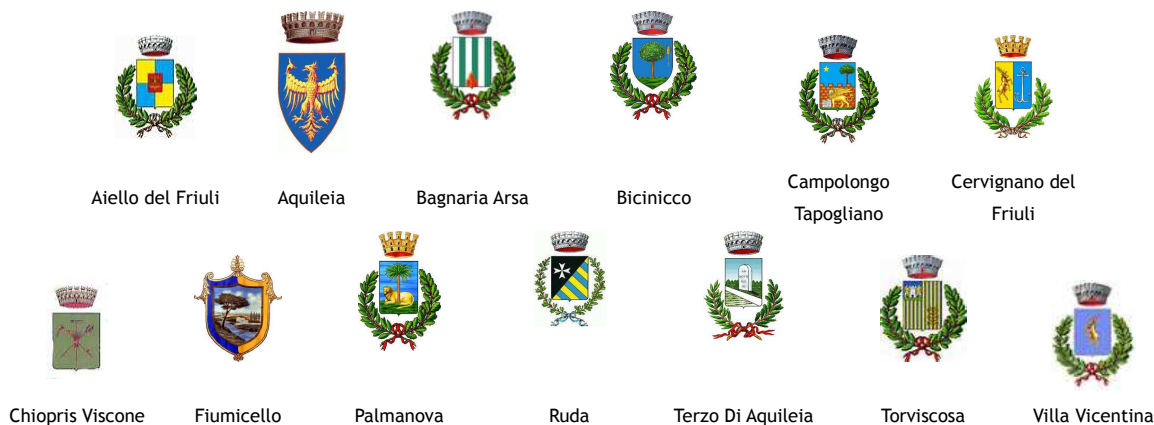 Aiello del Friuli
Aquileia
Bagnaria Arsa
Bicinicco
Campolongo
Tapogliano
Cervignano del
Friuli
Chiopris Viscone
Fiumicello
Palmanova
Ruda
Terzo Di Aquileia
Torviscosa
Villa Vicentina